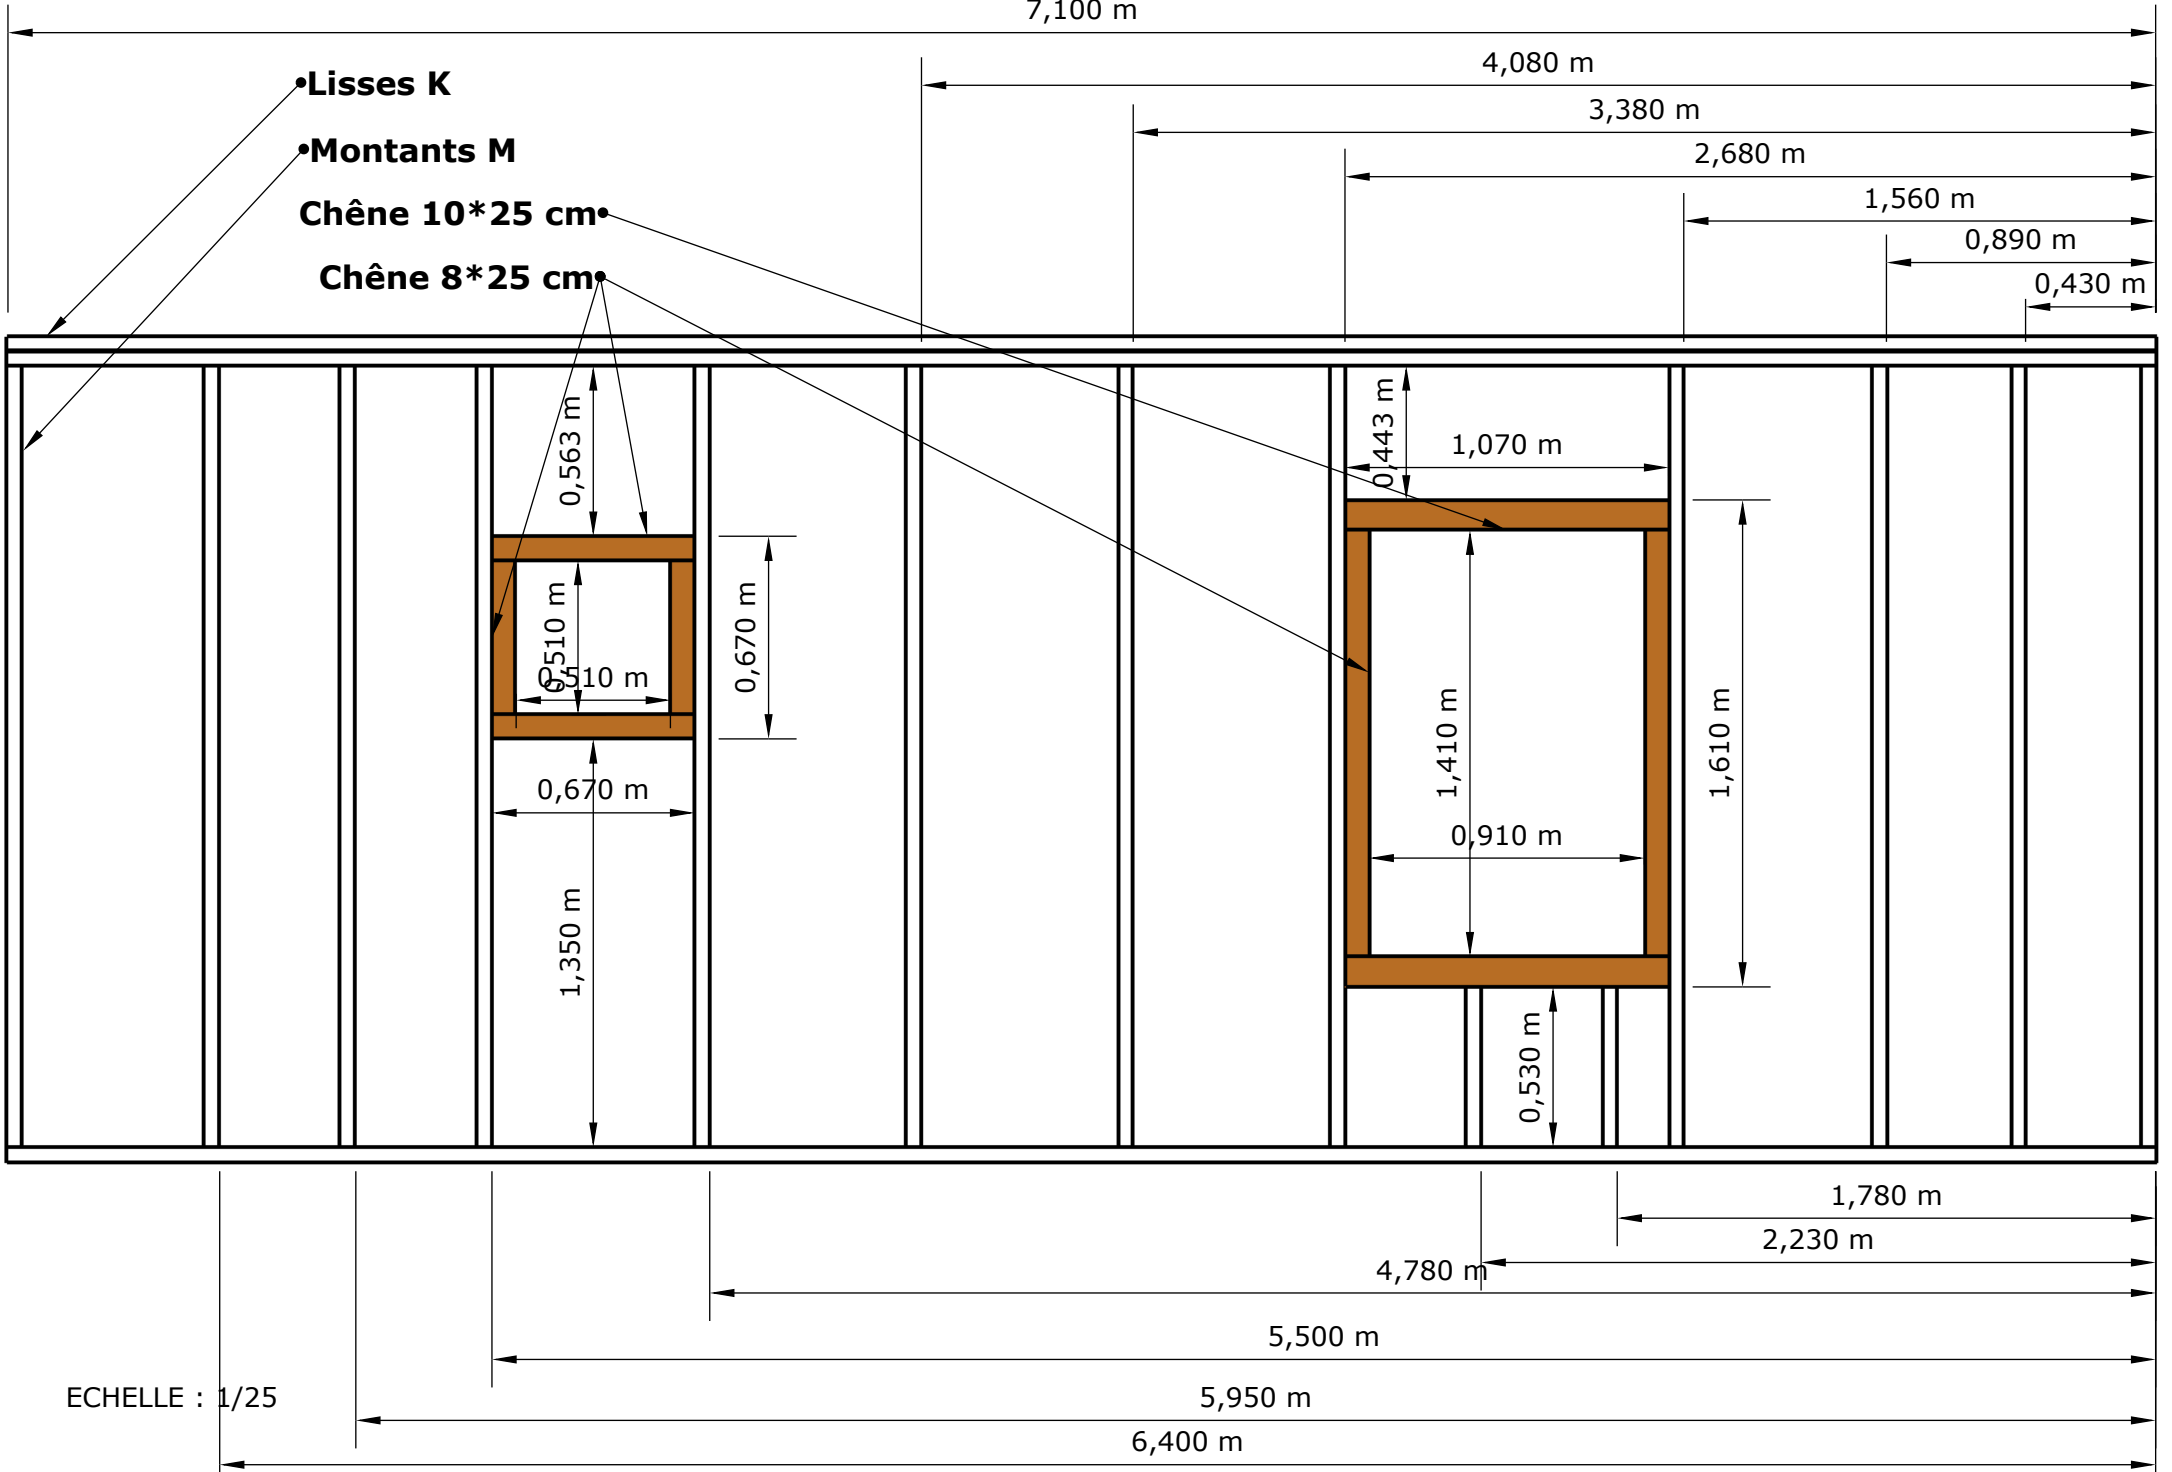 7,100 m
4,080 m
Lisses K
3,380 m
Montants M
2,680 m
1,560 m
Chêne 10*25 cm
0,890 m
Chêne 8*25 cm
0,430 m
0,563 m
0,443 m
1,070 m
0,510 m
0,510 m
0,670 m
0,670 m
1,410 m
1,610 m
0,910 m
1,350 m
0,530 m
1,780 m
2,230 m
4,780 m
5,500 m
ECHELLE : 1/25
5,950 m
6,400 m